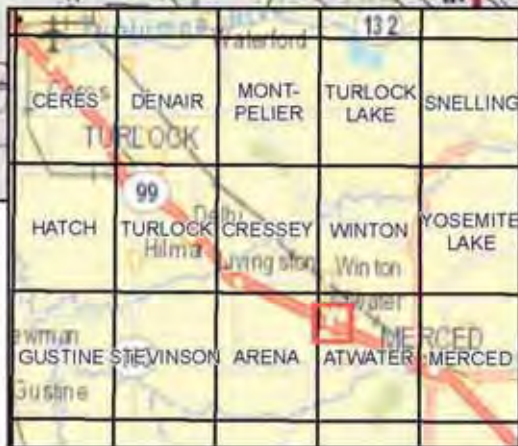 132
Waterford
CERES
DENAIR
MONT-
PELIER
TURLOCK
LAKE
SNELLING
TURLOCK
99
HATCH
TURLOCK
CRESSEY
WINTON
YOSEMITE
LAKE
Delhi
Hilmar
Livingston
Winton
Atwater
MERCED
GUSTINE
STEVINSON
ARENA
ATWATER
MERCED
Gustine